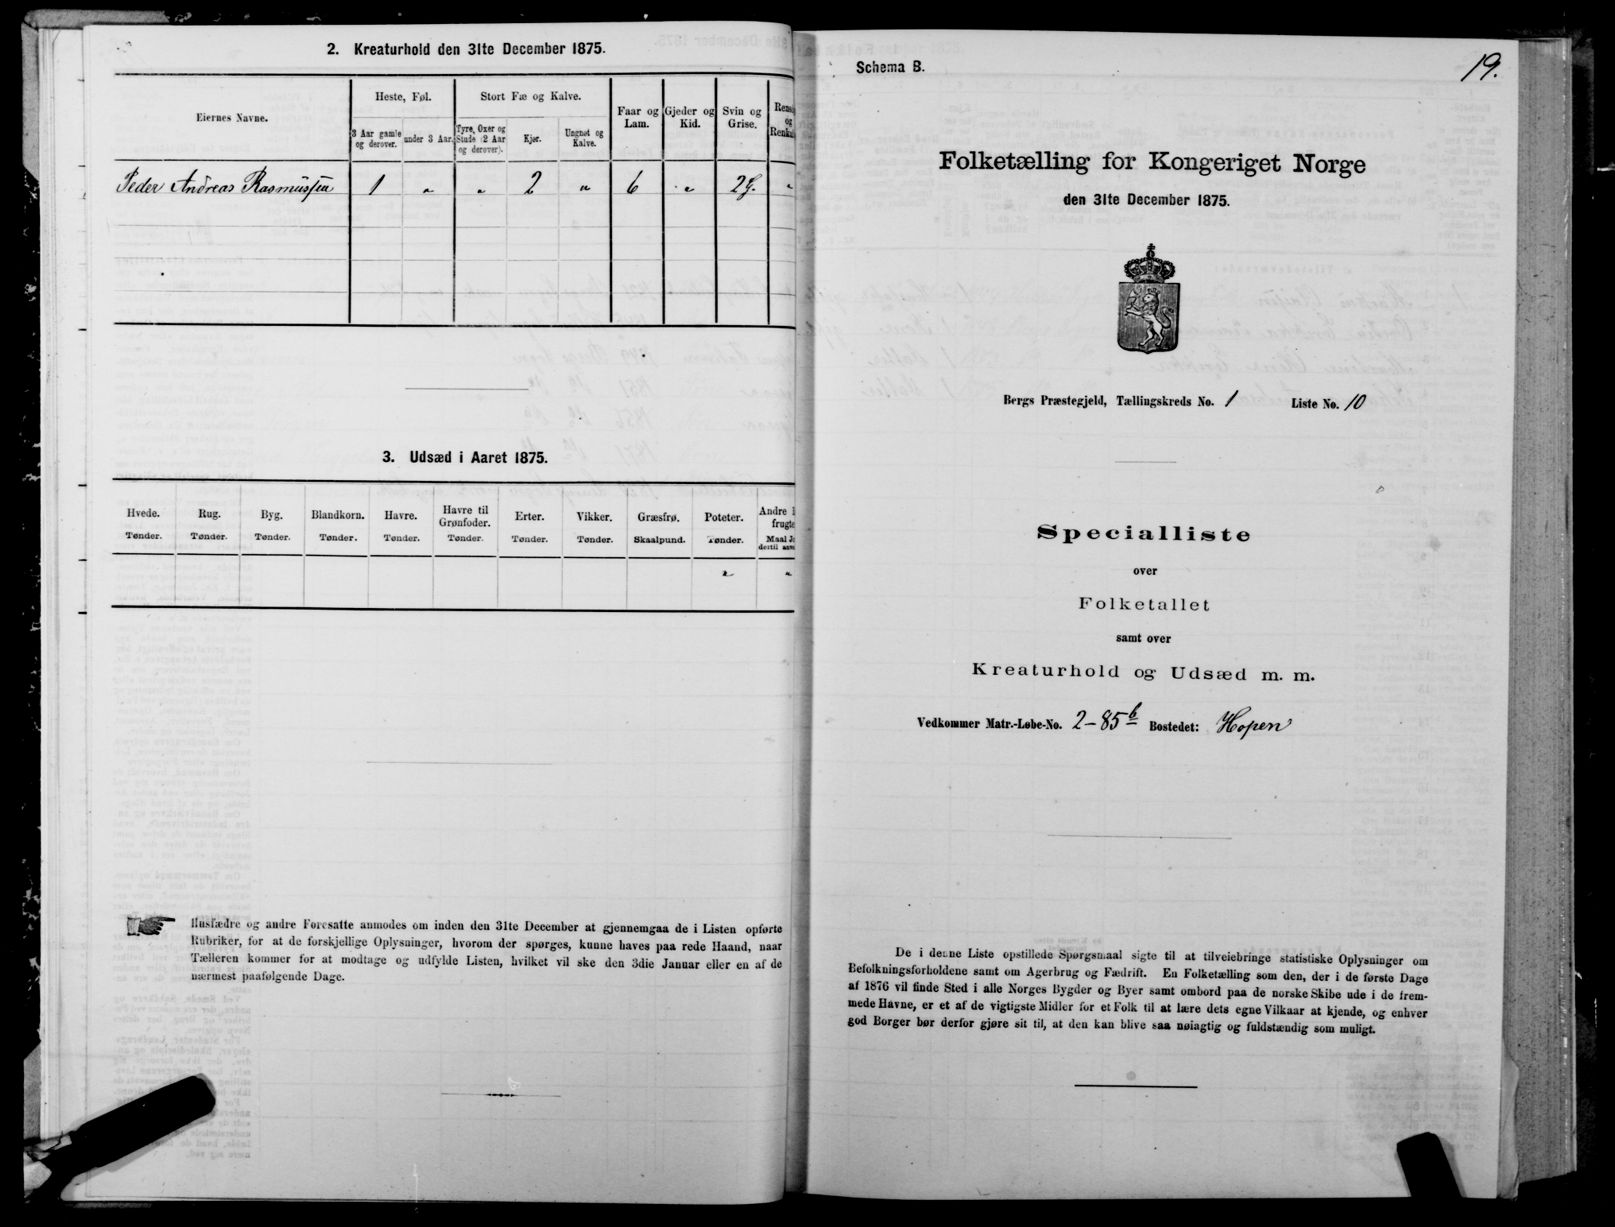 2. Kreaturhold den 31te December 1875.
Eiernes Navne.
Heste, Føl.
Stort Fæ og Kalve.
Faar og Lam.
Gjeder og Kid.
Svin og Grise.
og
3 Aar gamle og derover.
under 3 Aar.
Tyre, Oxer og Stude (2 Aar og derover).
Kjør.
Ungnøt og Kalve.
Peder Andreas Rasmussen 1 " " 2 " 6 " 2 "
3. Udsæd i Aaret 1875.
Hvede. Rug. Byg. Blandkorn. Havre. Havre til Grønfoder. Erter. Vikker. Græsfrø. Poteter. Andre
Tønder. Tønder. Tønder. Tønder. Tønder. Tønder. Tønder. Tønder. Skaalpund. Tønder. Maal
" "
Husfædre og andre Foresatte anmodes om inden den 31te December at gjennemgaa de i Listen opførte
Rubriker, for at de forskjellige Oplysninger, hvorom der spørges, kunne haves paa rede Haand, naar
Tælleren kommer for at modtage og udfylde Listen, hvilket vil ske den 3die Januar eller en af de
nærmest paafølgende Dage.
Schema B.
19.
Folketælling for Kongeriget Norge
den 31te December 1875.
Bergs Præstegjeld, Tællingskreds No. 1 Liste No. 10
Specialliste
over
Folketallet
samt over
Kreaturhold og Udsæd m. m.
Vedkommer Matr.-Løbe-No. 2-85b Bostedet: Hopen
De i denne Liste opstillede Spørgsmaal sigte til at tilveiebringe statistiske Oplysninger om
Befolkningsforholdene samt om Agerbrug og Fædrift. En Folketælling som den, der i de første Dage
af 1876 vil finde Sted i alle Norges Bygder og Byer samt ombord paa de norske Skibe ude i de frem-
mede Havne, er et af de vigtigste Midler for et Folk til at lære dets egne Vilkaar at kjende, og enhver
god Borger bør derfor gjøre sit til, at den kan blive saa nøiagtig og fuldstændig som muligt.